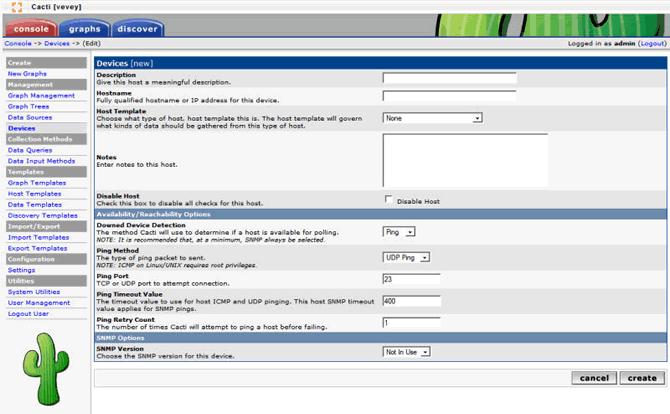 Cacti [vevey]
console graphs discover
Console -> Devices -> (Edit) Logged in as admin (Logout)
Create
New Graphs
Management
Graph Management
Graph Trees
Data Sources
Devices
Collection Methods
Data Queries
Data Input Methods
Templates
Graph Templates
Host Templates
Data Templates
Discovery Templates
Import/Export
Import Templates
Export Templates
Configuration
Settings
Utilities
System Utilities
User Management
Logout User
Devices [new]
Description
Give this host a meaningful description.
Hostname
Fully qualified hostname or IP address for this device.
Host Template
Choose what type of host, host template this is. The host template will govern
what kinds of data should be gathered from this type of host.
None
Notes
Enter notes to this host.
Disable Host
Check this box to disable all checks for this host.
Disable Host
Availability/Reachability Options
Downed Device Detection
The method Cacti will use to determine if a host is available for polling.
NOTE: It is recommended that, at a minimum, SNMP always be selected.
Ping
Ping Method
The type of ping packet to sent.
NOTE: ICMP on Linux/UNIX requires root privileges.
UDP Ping
Ping Port
TCP or UDP port to attempt connection.
23
Ping Timeout Value
The timeout value to use for host ICMP and UDP pinging. This host SNMP timeout
value applies for SNMP pings.
400
Ping Retry Count
The number of times Cacti will attempt to ping a host before failing.
1
SNMP Options
SNMP Version
Choose the SNMP version for this device.
Not In Use
cancel create